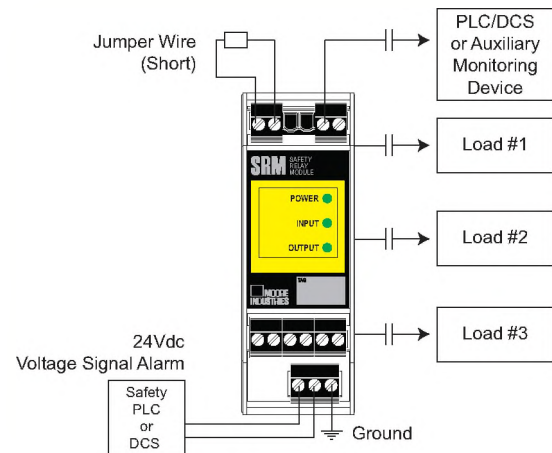 PLC/DCS
or Auxiliary
Monitoring
Device
Jumper Wire
(Short)
Load #1
SRM SAFETY
RELAY
MODULE
POWER
INPUT
OUTPUT
Load #2
TAG
MOORE
INDUSTRIES
Load #3
24Vdc
Voltage Signal Alarm
Safety
PLC
or
DCS
Ground